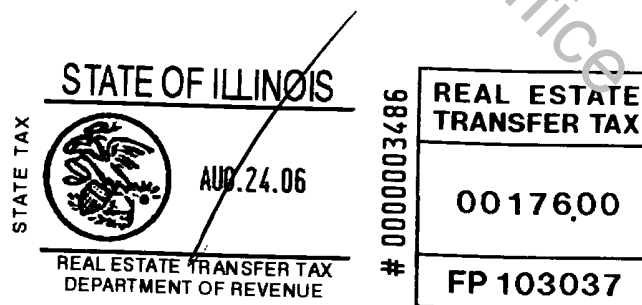 STATE OF ILLINOIS
STATE TAX
AUG.24.06
REAL ESTATE TRANSFER TAX
DEPARTMENT OF REVENUE
# 0000003486
REAL ESTATE
TRANSFER TAX
00176,00
FP 103037